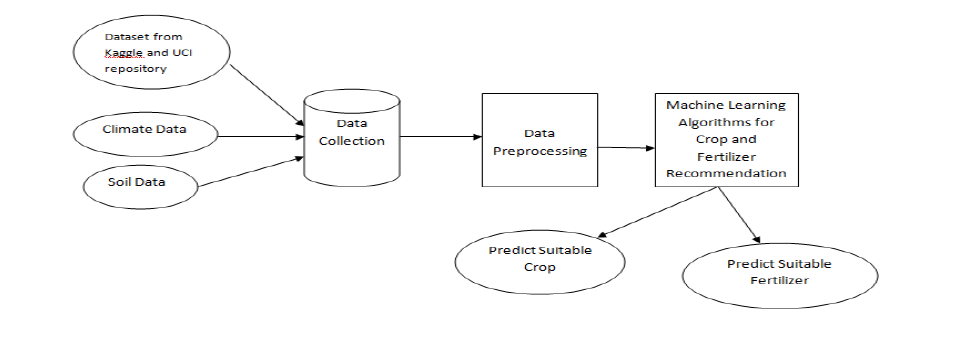 Dataset from
Kaggle and UCI
repository
Climate Data
Soil Data
Data
Collection
Data
Preprocessing
Machine Learning
Algorithms for
Crop and
Fertilizer
Recommendation
Predict Suitable
Crop
Predict Suitable
Fertilizer